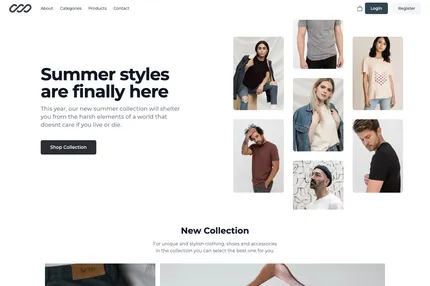 About Categories Products Contact Login Register
Summer styles
are finally here
This year, our new summer collection will shelter
you from the harsh elements of a world that
doesnt care if you live or die.
Shop Collection
New Collection
For unique and stylish clothing, shoes and accessories
in the collection you can select the best one for you.